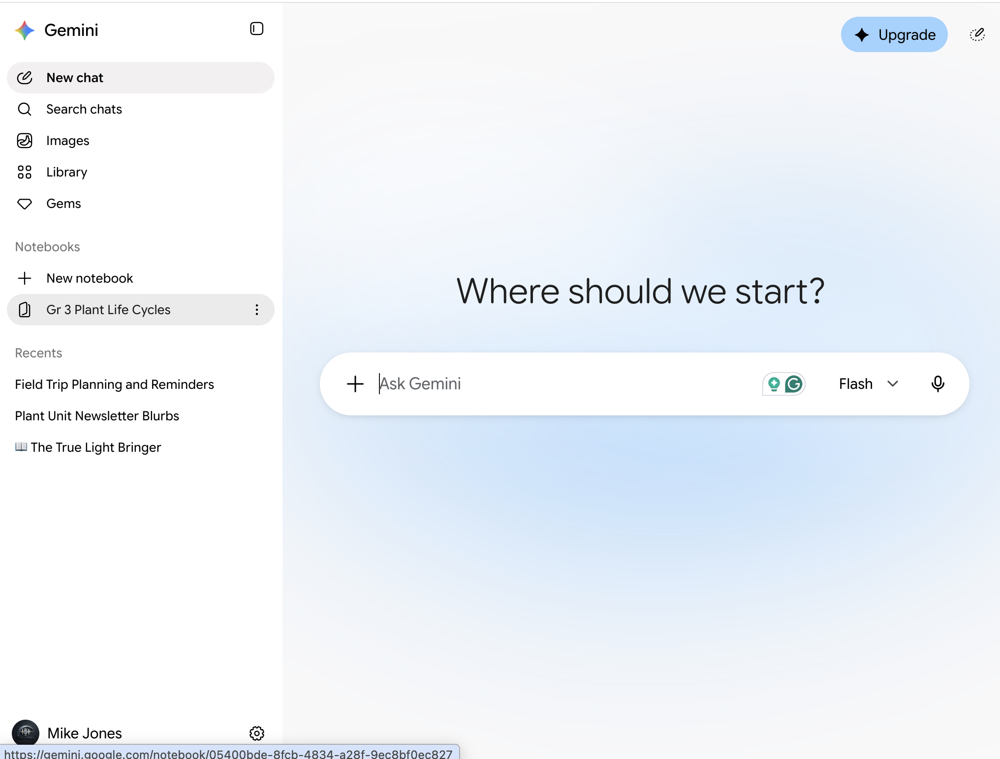 Gemini
New chat
Search chats
Images
Library
Gems
Notebooks
New notebook
Gr 3 Plant Life Cycles
Recents
Field Trip Planning and Reminders
Plant Unit Newsletter Blurbs
📖 The True Light Bringer
Mike Jones
https://gemini.google.com/notebook/05400bde-8fcb-4834-a28f-9ec8bf0ec827
Upgrade
Where should we start?
Ask Gemini
Flash